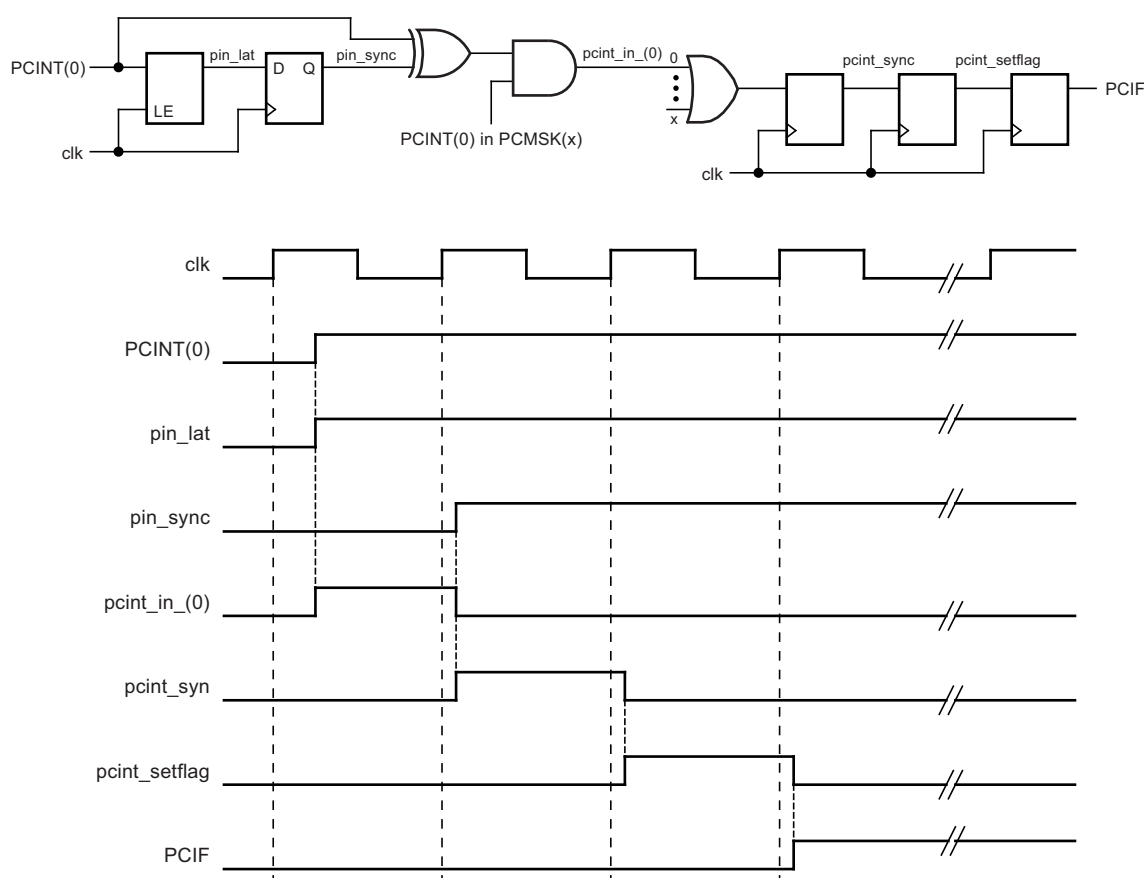 PCINT(0)
pin_lat
D Q
pin_sync
LE
clk
PCINT(0) in PCMSK(x)
pcint_in_(0)
0
x
pcint_sync
pcint_setflag
PCIF
clk
clk
PCINT(0)
pin_lat
pin_sync
pcint_in_(0)
pcint_syn
pcint_setflag
PCIF